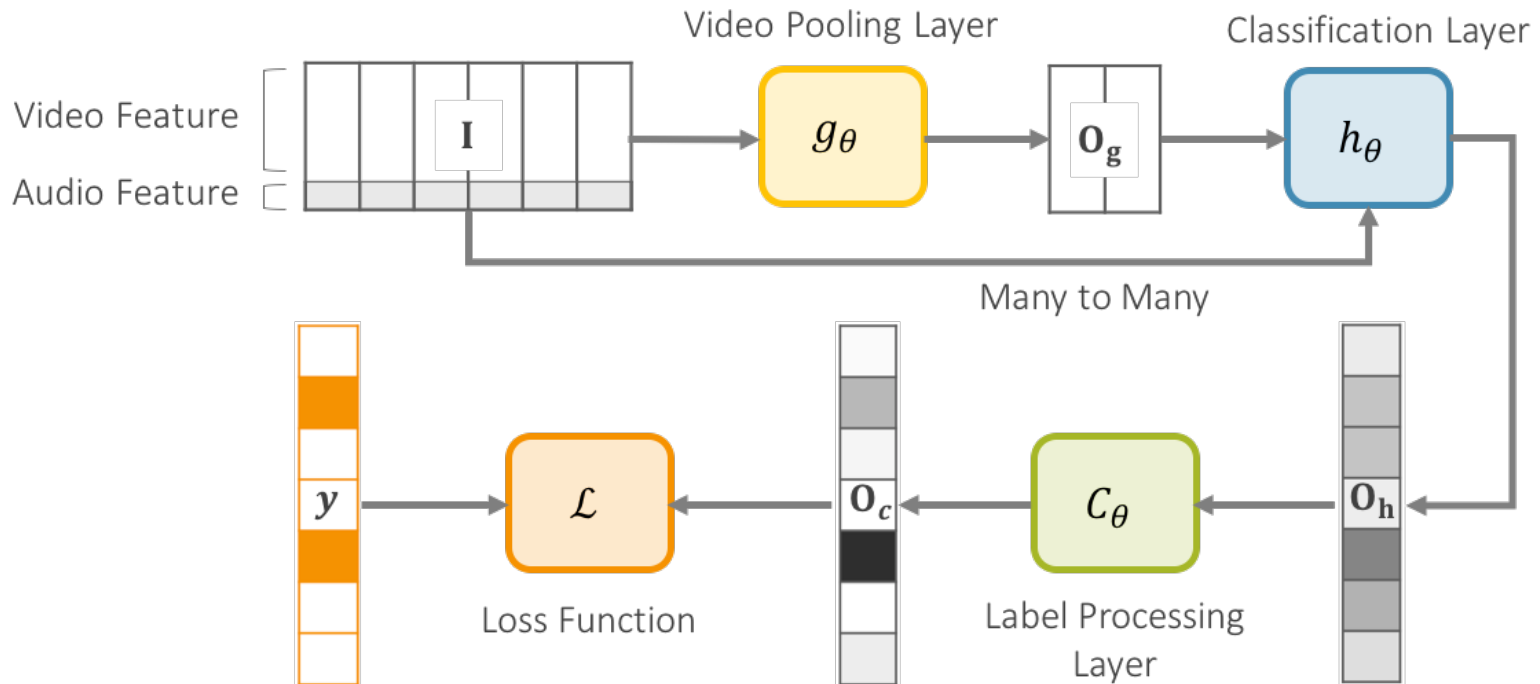 Video Pooling Layer
Classification Layer
Video Feature
Audio Feature
I
g_θ
O_g
h_θ
Many to Many
y
ℒ
O_c
C_θ
O_h
Loss Function
Label Processing
Layer